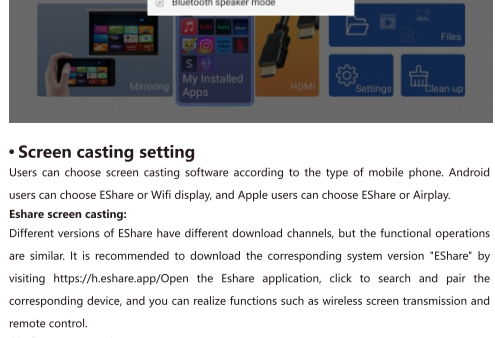 Bluetooth speaker mode
Files
Mirroring
My Installed
Apps
HDMI
Settings
Clean up
• Screen casting setting
Users can choose screen casting software according to the type of mobile phone. Android
users can choose EShare or Wifi display, and Apple users can choose EShare or Airplay.
Eshare screen casting:
Different versions of EShare have different download channels, but the functional operations
are similar. It is recommended to download the corresponding system version "EShare" by
visiting https://h.eshare.app/Open the Eshare application, click to search and pair the
corresponding device, and you can realize functions such as wireless screen transmission and
remote control.